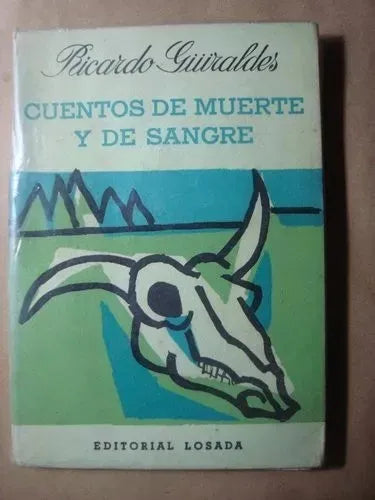 Ricardo Güiraldes
CUENTOS DE MUERTE
Y DE SANGRE
EDITORIAL LOSADA